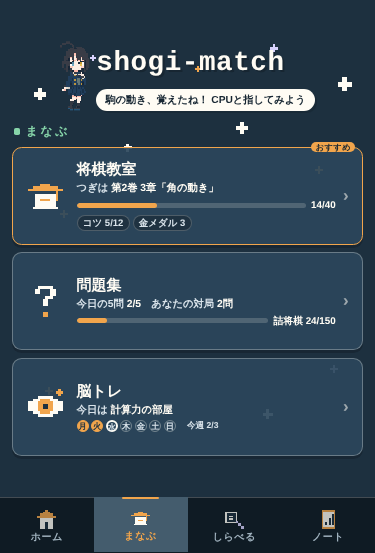 shogi-match
駒の動き、覚えたね！ CPUと指してみよう
まなぶ
おすすめ
将棋教室
つぎは 第2巻 3章「角の動き」
14/40
コツ 5/12 金メダル 3
問題集
今日の5問 2/5 あなたの対局 2問
詰将棋 24/150
脳トレ
今日は 計算力の部屋
月 火 水 木 金 土 日 今週 2/3
ホーム まなぶ しらべる ノート